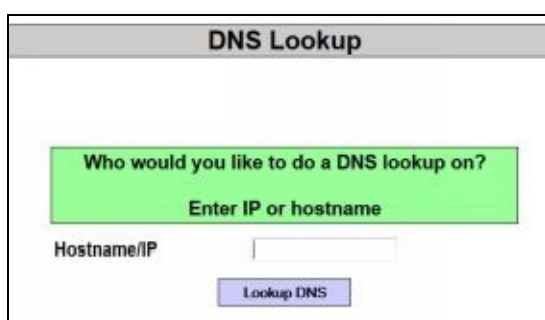 DNS Lookup
Who would you like to do a DNS lookup on?
Enter IP or hostname
Hostname/IP
Lookup DNS